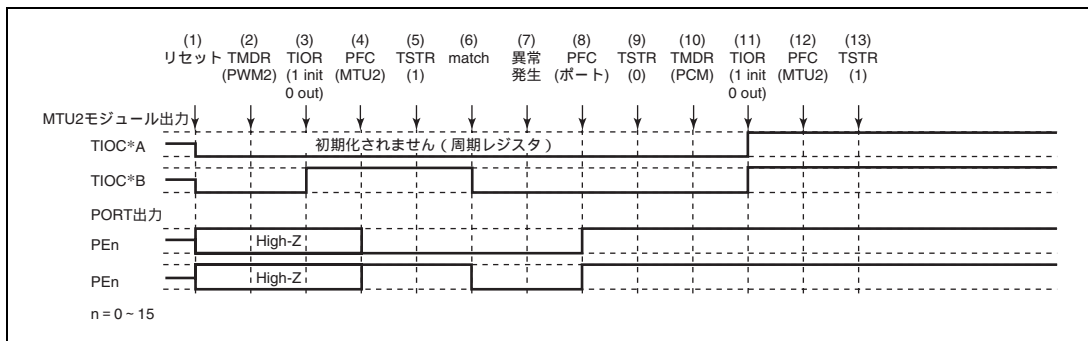 (1) (2) (3) (4) (5) (6) (7) (8) (9) (10) (11) (12) (13)
リセット TMDR TIOR PFC TSTR match 異常 PFC TSTR TMDR TIOR PFC TSTR
(PWM2) (1 init (MTU2) (1) 発生 (ポート) (0) (PCM) (1 init (MTU2) (1)
0 out) 0 out)
MTU2モジュール出力
TIOC*A 初期化されません(周期レジスタ)
TIOC*B
PORT出力
PEn High-Z
PEn High-Z
n = 0 ~ 15